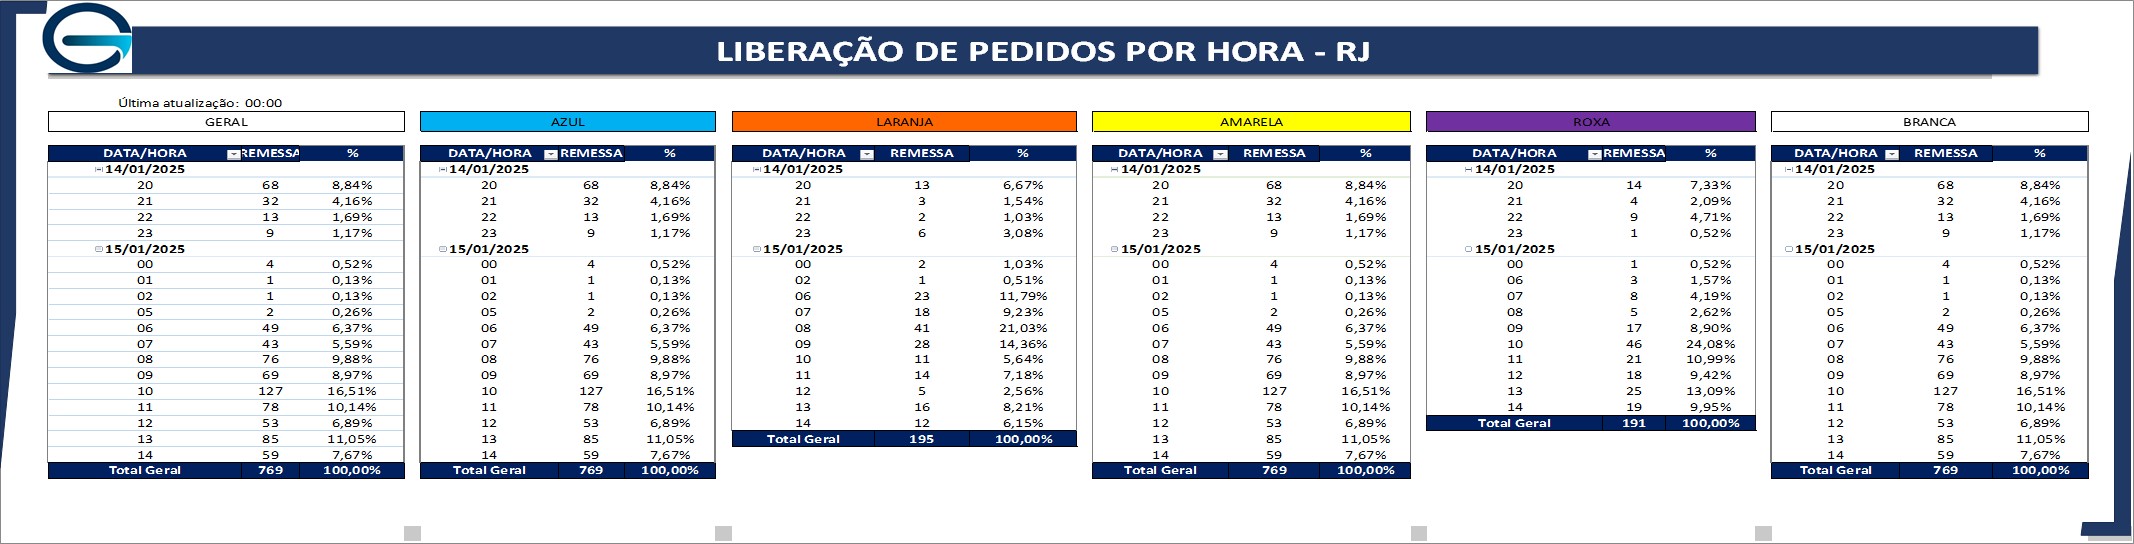 LIBERAÇÃO DE PEDIDOS POR HORA - RJ
Última atualização: 00:00
GERAL AZUL LARANJA AMARELA ROXA BRANCA
DATA/HORA REMESSA % DATA/HORA REMESSA % DATA/HORA REMESSA % DATA/HORA REMESSA % DATA/HORA REMESSA % DATA/HORA REMESSA %
14/01/2025 14/01/2025 14/01/2025 14/01/2025 14/01/2025 14/01/2025
20 68 8,84% 20 68 8,84% 20 13 6,67% 20 68 8,84% 20 14 7,33% 20 68 8,84%
21 32 4,16% 21 32 4,16% 21 3 1,54% 21 32 4,16% 21 4 2,09% 21 32 4,16%
22 13 1,69% 22 13 1,69% 22 2 1,03% 22 13 1,69% 22 9 4,71% 22 13 1,69%
23 9 1,17% 23 9 1,17% 23 6 3,08% 23 9 1,17% 23 1 0,52% 23 9 1,17%
15/01/2025 15/01/2025 15/01/2025 15/01/2025 15/01/2025 15/01/2025
00 4 0,52% 00 4 0,52% 00 2 1,03% 00 4 0,52% 00 1 0,52% 00 4 0,52%
01 1 0,13% 01 1 0,13% 02 1 0,51% 01 1 0,13% 06 3 1,57% 01 1 0,13%
02 1 0,13% 02 1 0,13% 06 23 11,79% 02 1 0,13% 07 8 4,19% 02 1 0,13%
05 2 0,26% 05 2 0,26% 07 18 9,23% 05 2 0,26% 08 5 2,62% 05 2 0,26%
06 49 6,37% 06 49 6,37% 08 41 21,03% 06 49 6,37% 09 17 8,90% 06 49 6,37%
07 43 5,59% 07 43 5,59% 09 28 14,36% 07 43 5,59% 10 46 24,08% 07 43 5,59%
08 76 9,88% 08 76 9,88% 10 11 5,64% 08 76 9,88% 11 21 10,99% 08 76 9,88%
09 69 8,97% 09 69 8,97% 11 14 7,18% 09 69 8,97% 12 18 9,42% 09 69 8,97%
10 127 16,51% 10 127 16,51% 12 5 2,56% 10 127 16,51% 13 25 13,09% 10 127 16,51%
11 78 10,14% 11 78 10,14% 13 16 8,21% 11 78 10,14% 14 19 9,95% 11 78 10,14%
12 53 6,89% 12 53 6,89% 14 12 6,15% 12 53 6,89% Total Geral 191 100,00% 12 53 6,89%
13 85 11,05% 13 85 11,05% Total Geral 195 100,00% 13 85 11,05% 13 85 11,05%
14 59 7,67% 14 59 7,67% 14 59 7,67% 14 59 7,67%
Total Geral 769 100,00% Total Geral 769 100,00% Total Geral 769 100,00% Total Geral 769 100,00%